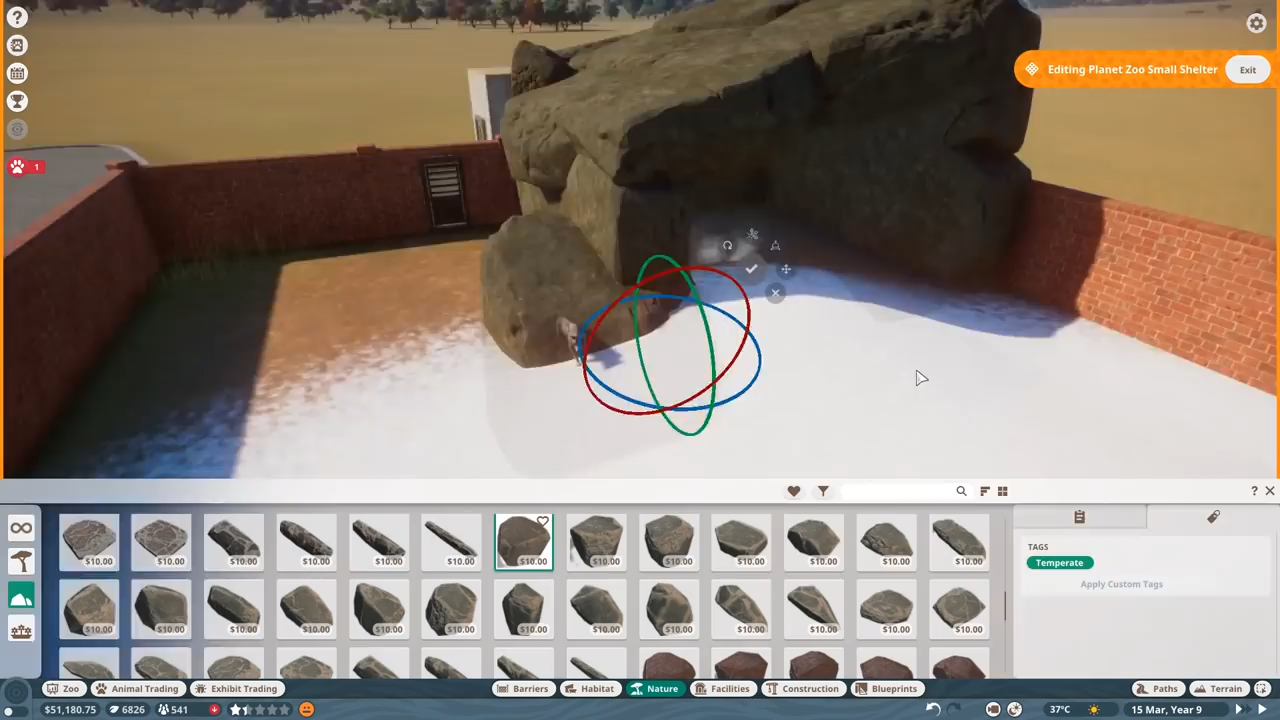 ?
Editing Planet Zoo Small Shelter Exit
1
? ×
$10.00 $10.00 $10.00 $10.00 $10.00 $10.00 $10.00 $10.00 $10.00 $10.00 $10.00 $10.00 $10.00
TAGS
Temperate
Apply Custom Tags
$10.00 $10.00 $10.00 $10.00 $10.00 $10.00 $10.00 $10.00 $10.00 $10.00 $10.00 $10.00 $10.00
Zoo Animal Trading Exhibit Trading Barriers Habitat Nature Facilities Construction Blueprints Paths Terrain
$51,180.75 6826 541 37°C 15 Mar, Year 9